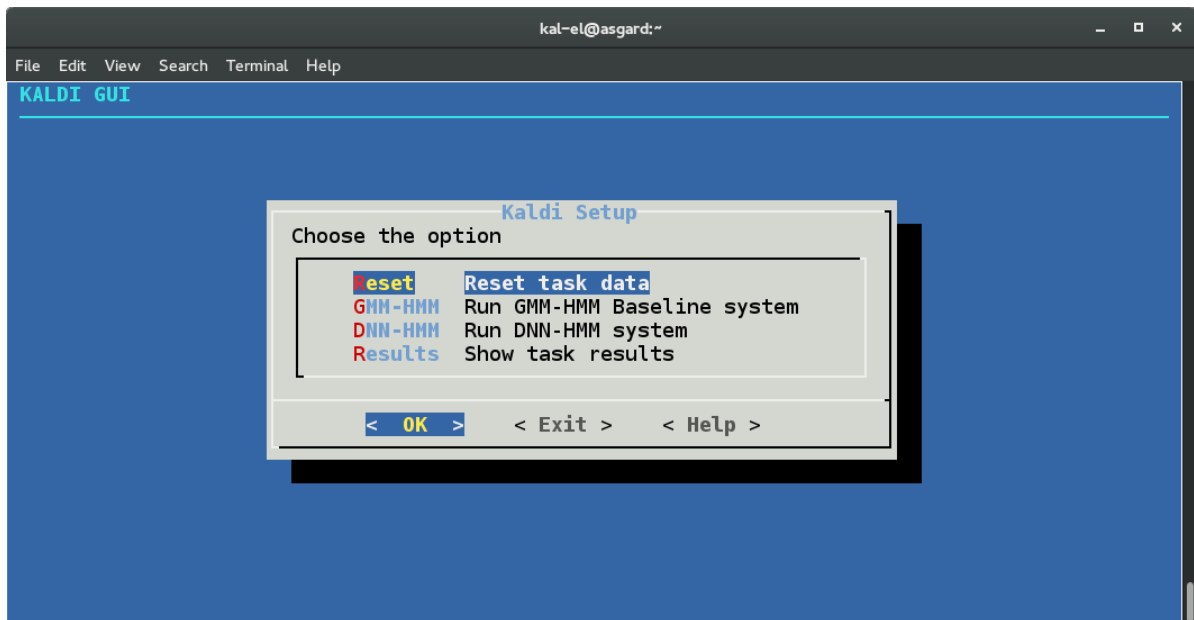 kal-el@asgard:~
File Edit View Search Terminal Help
KALDI GUI
Kaldi Setup
Choose the option
Reset Reset task data
GMM-HMM Run GMM-HMM Baseline system
DNN-HMM Run DNN-HMM system
Results Show task results
< OK > < Exit > < Help >